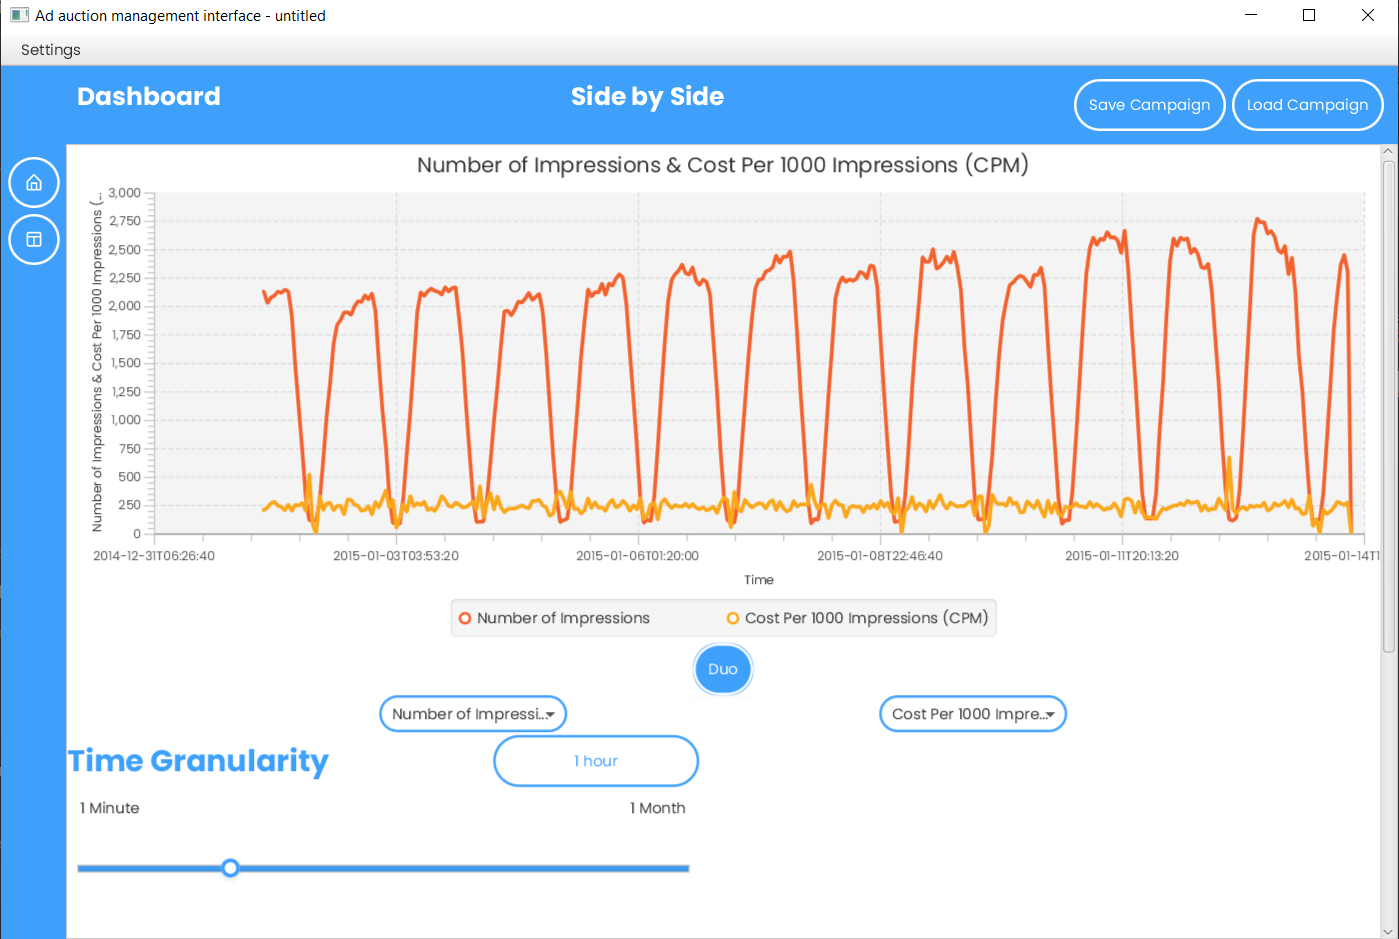 Ad auction management interface - untitled
Settings
Dashboard
Side by Side
Save Campaign
Load Campaign
Number of Impressions & Cost Per 1000 Impressions (CPM)
Number of Impressions & Cost Per 1000 Impressions (...
3,000
2,750
2,500
2,250
2,000
1,750
1,500
1,250
1,000
750
500
250
0
2014-12-31T06:26:40
2015-01-03T03:53:20
2015-01-06T01:20:00
2015-01-08T22:46:40
2015-01-11T20:13:20
2015-01-14T1
Time
Number of Impressions
Cost Per 1000 Impressions (CPM)
Duo
Number of Impressi...
Cost Per 1000 Impre...
Time Granularity
1 hour
1 Minute
1 Month